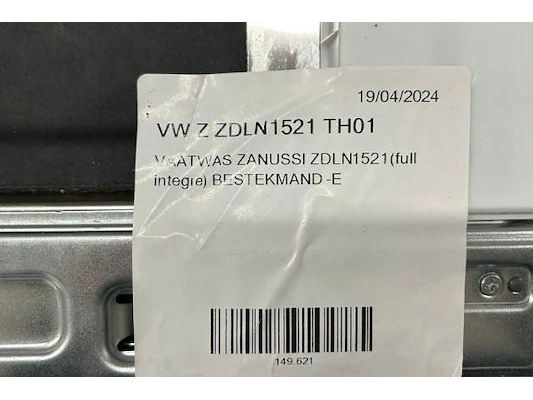 19/04/2024
VW Z ZDLN1521 TH01
VAATWAS ZANUSSI ZDLN1521(full
integre) BESTEKMAND -E
149.621